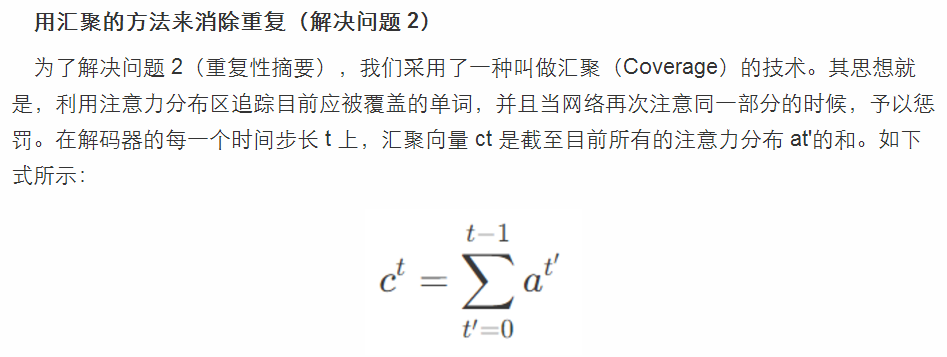 用汇聚的方法来消除重复（解决问题 2）
为了解决问题 2（重复性摘要），我们采用了一种叫做汇聚（Coverage）的技术。其思想就
是，利用注意力分布区追踪目前应被覆盖的单词，并且当网络再次注意同一部分的时候，予以惩
罚。在解码器的每一个时间步长 t 上，汇聚向量 ct 是截至目前所有的注意力分布 at'的和。如下
式所示：
c^t = \sum_{t'=0}^{t-1} a^{t'}